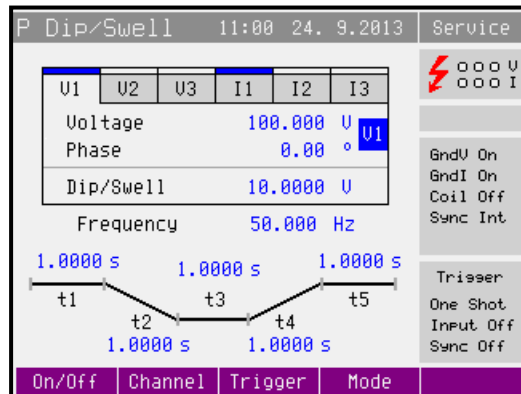 P Dip/Swell 11:00 24. 9.2013 Service
000 U
000 I
V1 U2 U3 I1 I2 I3
Voltage 100.000 V
V1
Phase 0.00 °
Dip/Swell 10.0000 V
Frequency 50.000 Hz
GndV On
GndI On
Coil Off
Sync Int
1.0000 s 1.0000 s 1.0000 s
t1 t3 t5
t2 t4
1.0000 s 1.0000 s
Trigger
One Shot
Input Off
Sync Off
On/Off Channel Trigger Mode